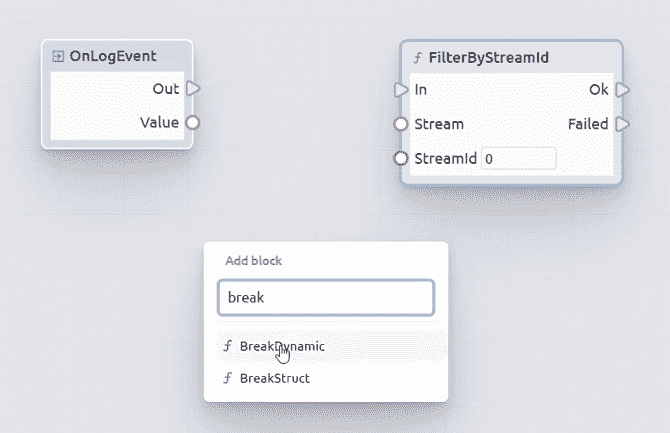 OnLogEvent
Out
Value
FilterByStreamId
In
Ok
Stream
Failed
StreamId 0
Add block
break
BreakDynamic
BreakStruct